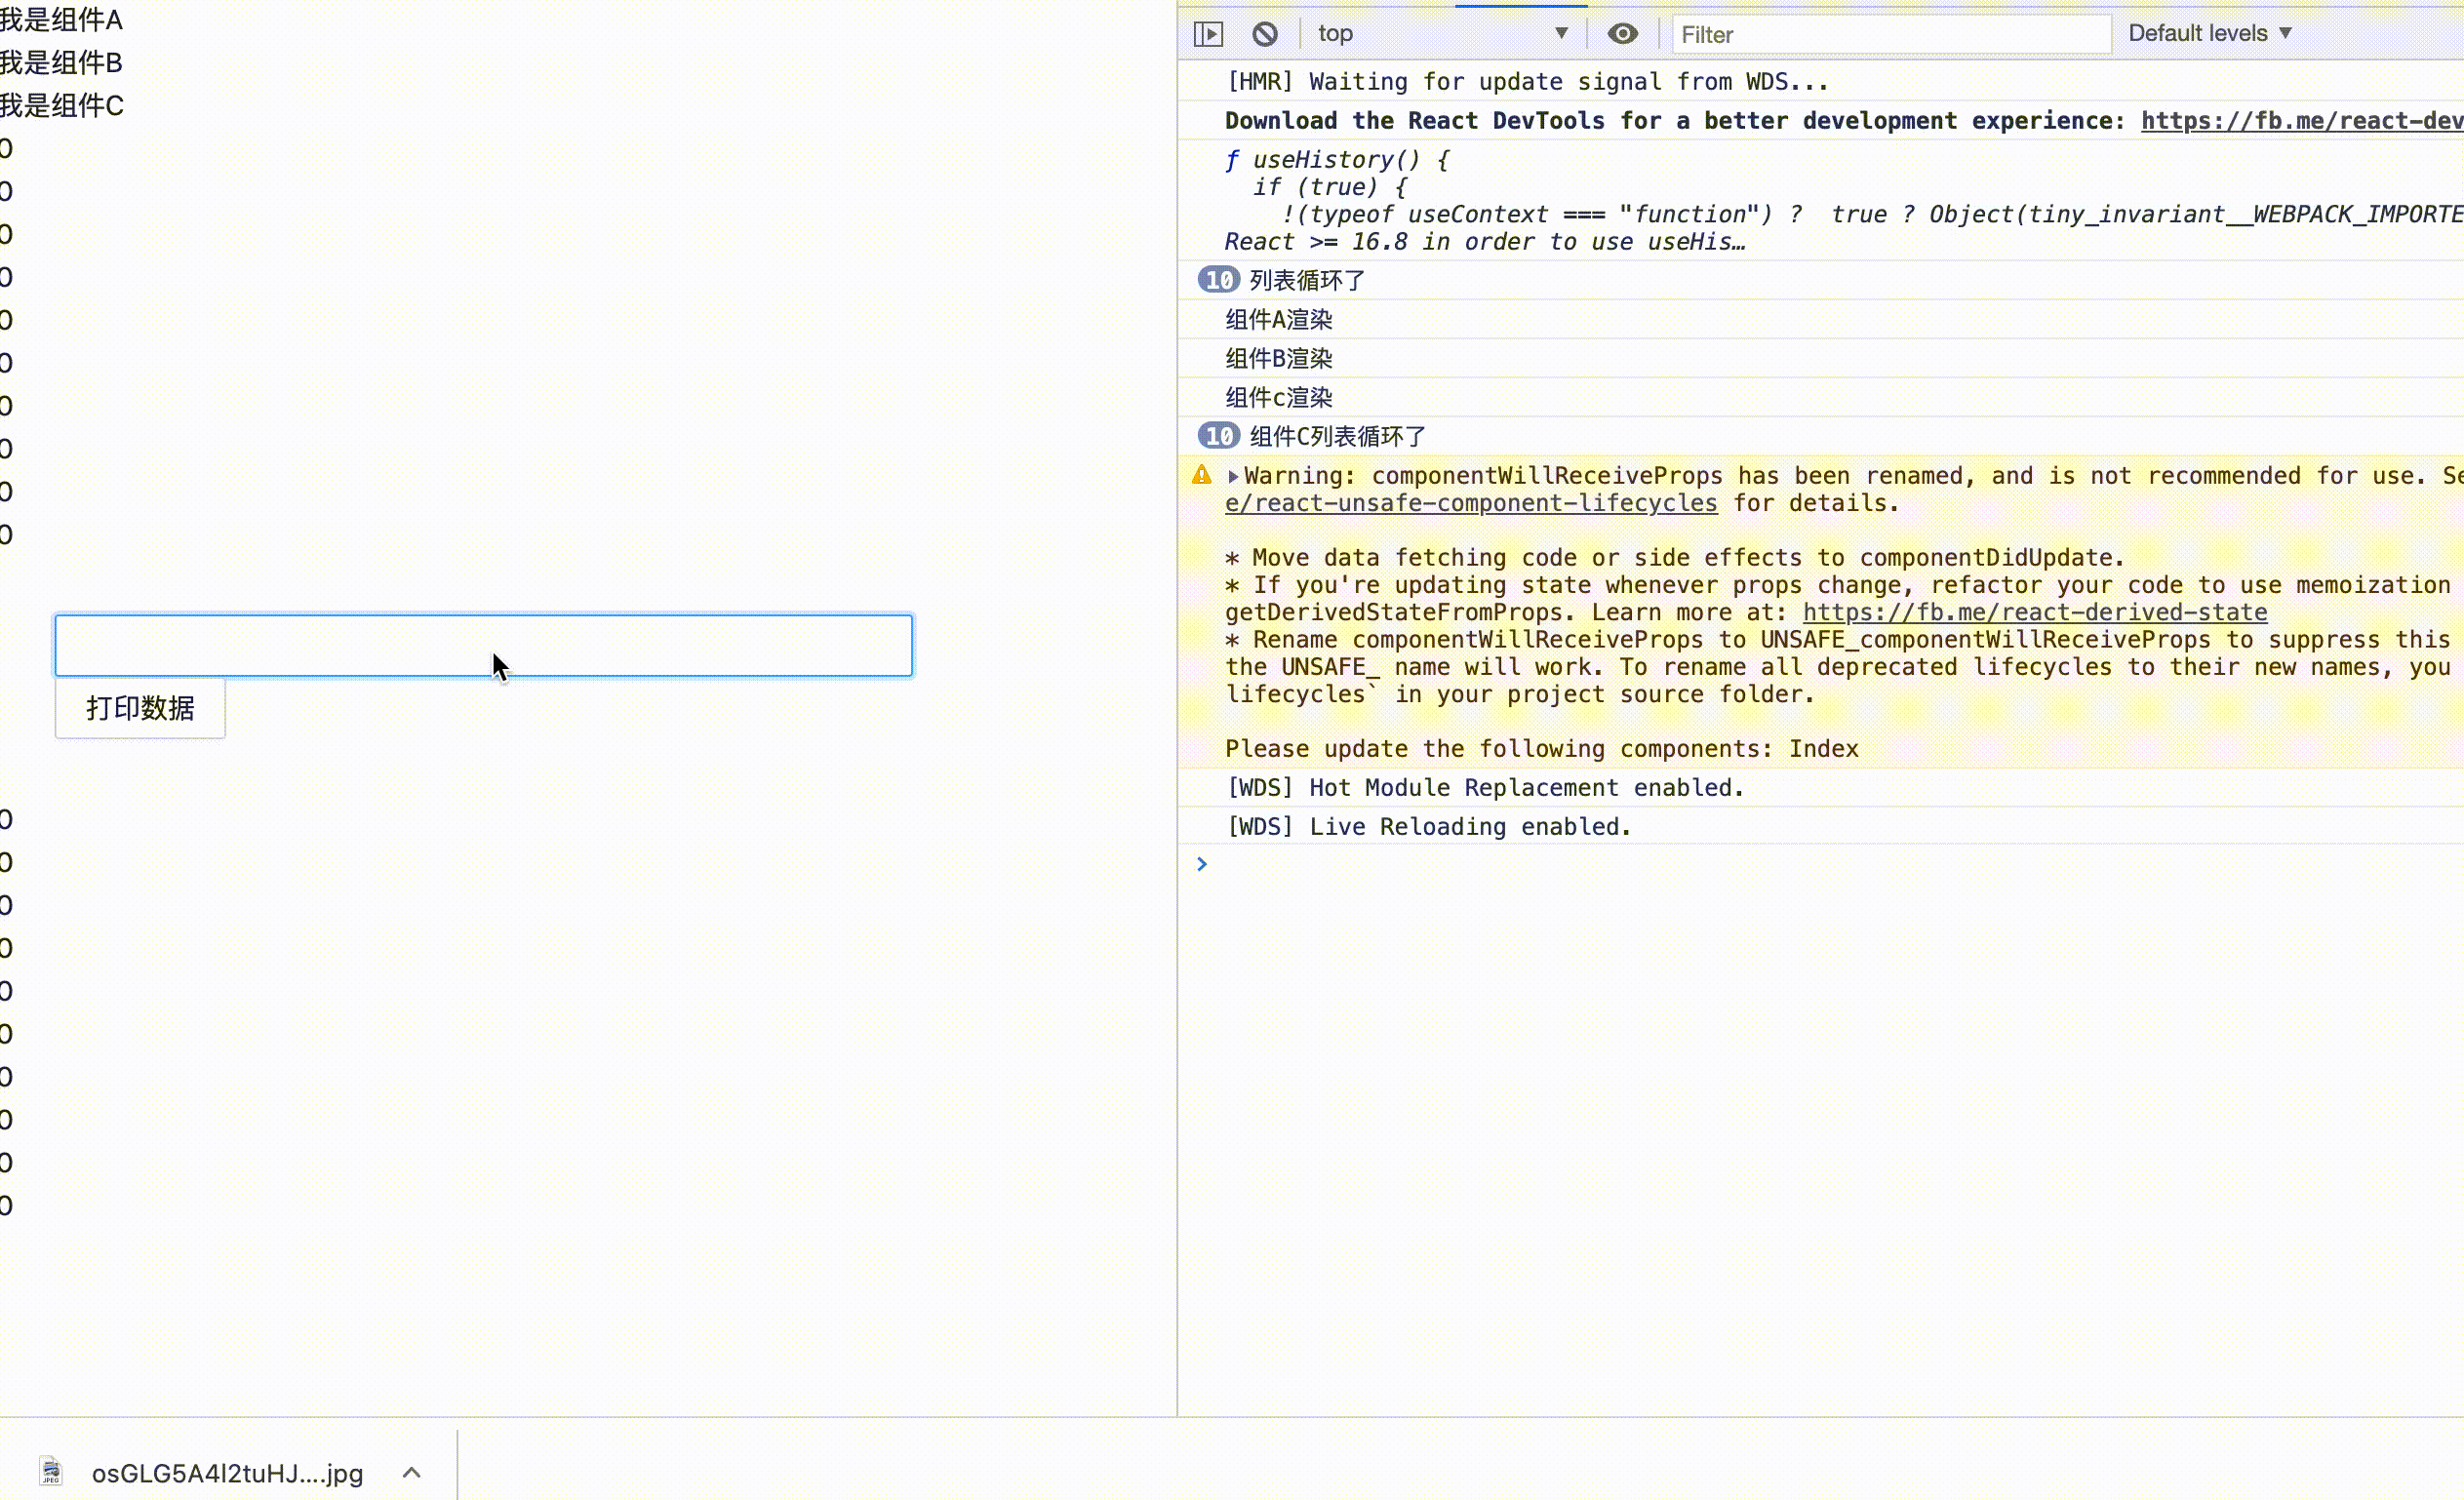 我是组件A
我是组件B
我是组件C
0
0
0
0
0
0
0
0
0
0
打印数据
0
0
0
0
0
0
0
0
0
0
osGLG5A4l2tuHJ....jpg
top
Filter
Default levels
[HMR] Waiting for update signal from WDS...
Download the React DevTools for a better development experience: https://fb.me/react-dev
ƒ useHistory() {
if (true) {
!(typeof useContext === "function") ?  true ? Object(tiny_invariant__WEBPACK_IMPORTE
React >= 16.8 in order to use useHis…
10 列表循环了
组件A渲染
组件B渲染
组件c渲染
10 组件C列表循环了
Warning: componentWillReceiveProps has been renamed, and is not recommended for use. Se
e/react-unsafe-component-lifecycles for details.
* Move data fetching code or side effects to componentDidUpdate.
* If you're updating state whenever props change, refactor your code to use memoization
getDerivedStateFromProps. Learn more at: https://fb.me/react-derived-state
* Rename componentWillReceiveProps to UNSAFE_componentWillReceiveProps to suppress this
the UNSAFE_ name will work. To rename all deprecated lifecycles to their new names, you
lifecycles` in your project source folder.
Please update the following components: Index
[WDS] Hot Module Replacement enabled.
[WDS] Live Reloading enabled.